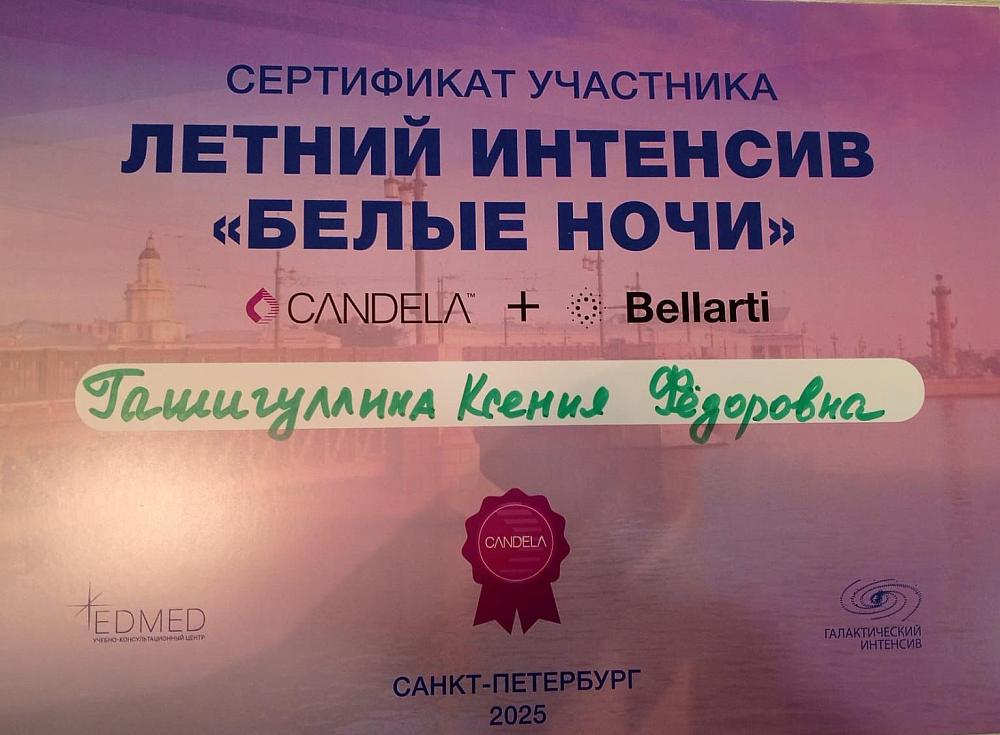 СЕРТИФИКАТ УЧАСТНИКА
ЛЕТНИЙ ИНТЕНСИВ
«БЕЛЫЕ НОЧИ»
CANDELA™ + Bellarti
Гашигуллина Ксения Фёдоровна
CANDELA
EDMED
УЧЕБНО-КОНСУЛЬТАЦИОННЫЙ ЦЕНТР
ГАЛАКТИЧЕСКИЙ
ИНТЕНСИВ
САНКТ-ПЕТЕРБУРГ
2025